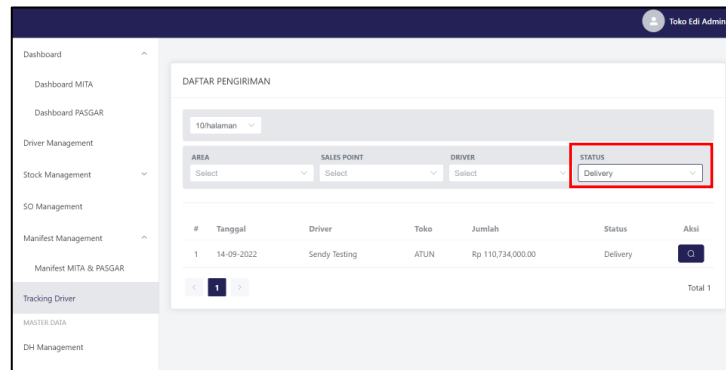 Toko Edi Admin
Dashboard
Dashboard MITA
Dashboard PASGAR
Driver Management
Stock Management
SO Management
Manifest Management
Manifest MITA & PASGAR
Tracking Driver
MASTER DATA
DH Management
DAFTAR PENGIRIMAN
10/halaman
AREA SALES POINT DRIVER STATUS
Select Select Select Delivery
# Tanggal Driver Toko Jumlah Status Aksi
1 14-09-2022 Sendy Testing ATUN Rp 110,734,000.00 Delivery
1 Total 1